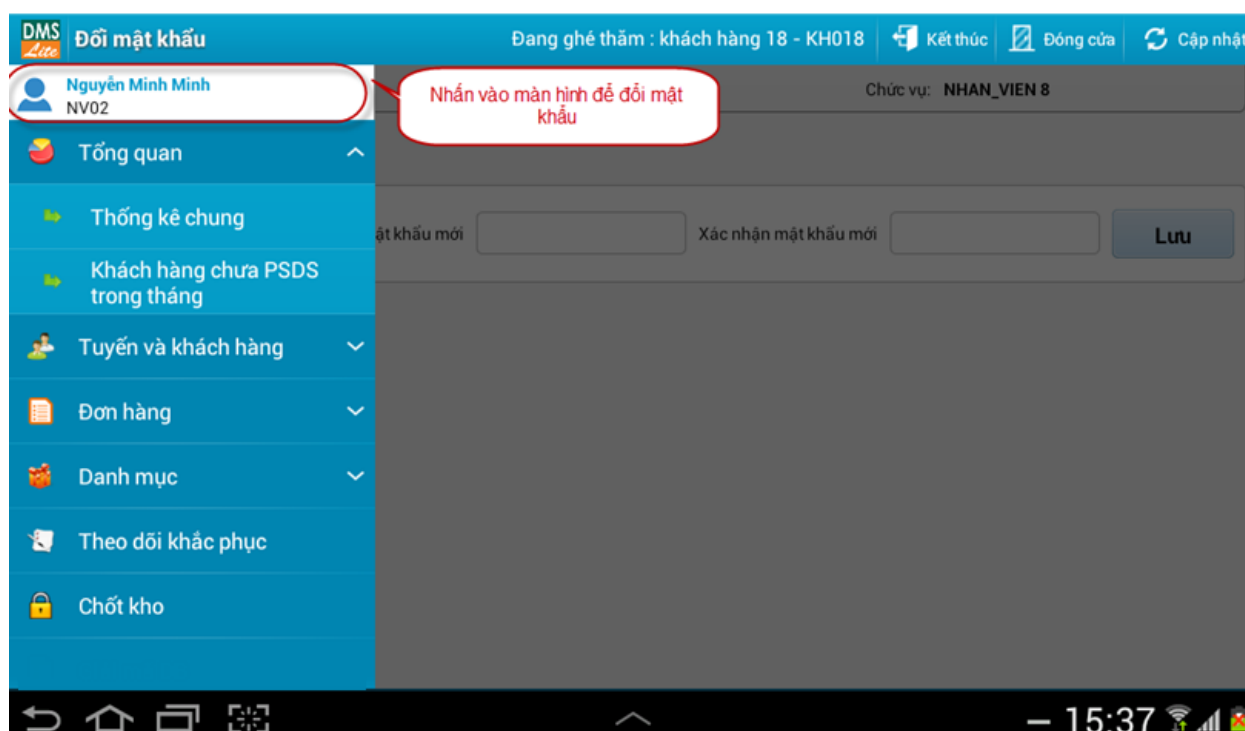 DMS
Lite
Đổi mật khẩu
Đang ghé thăm : khách hàng 18 - KH018
Kết thúc
Đóng cửa
Cập nhật
Nguyễn Minh Minh
NV02
Nhấn vào màn hình để đổi mật
khẩu
Chức vụ: NHAN_VIEN 8
Tổng quan
Thống kê chung
Khách hàng chưa PSDS
trong tháng
ật khẩu mới
Xác nhận mật khẩu mới
Lưu
Tuyến và khách hàng
Đơn hàng
Danh mục
Theo dõi khắc phục
Chốt kho
15:37